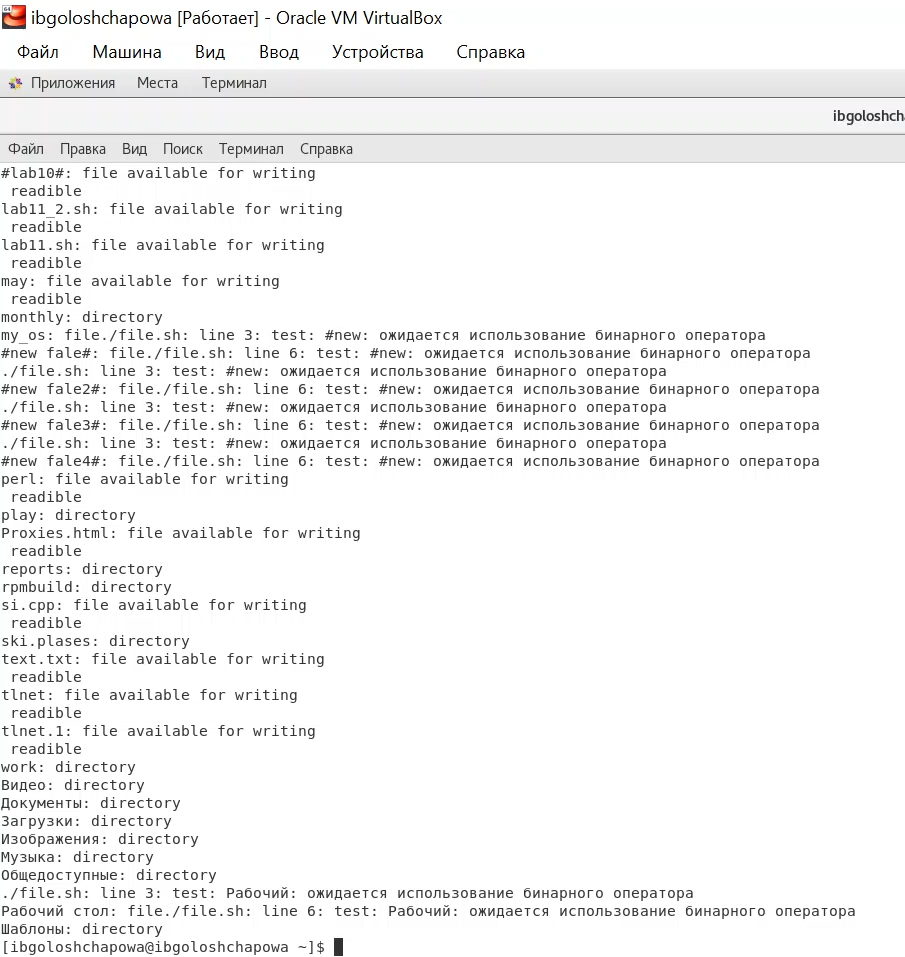 ibgoloshchapowa [Работает] - Oracle VM VirtualBox
Файл Машина Вид Ввод Устройства Справка
Приложения Места Терминал
ibgoloshch
Файл Правка Вид Поиск Терминал Справка
#lab10#: file available for writing
readible
lab11_2.sh: file available for writing
readible
lab11.sh: file available for writing
readible
may: file available for writing
readible
monthly: directory
my_os: file./file.sh: line 3: test: #new: ожидается использование бинарного оператора
#new fale#: file./file.sh: line 6: test: #new: ожидается использование бинарного оператора
./file.sh: line 3: test: #new: ожидается использование бинарного оператора
#new fale2#: file./file.sh: line 6: test: #new: ожидается использование бинарного оператора
./file.sh: line 3: test: #new: ожидается использование бинарного оператора
#new fale3#: file./file.sh: line 6: test: #new: ожидается использование бинарного оператора
./file.sh: line 3: test: #new: ожидается использование бинарного оператора
#new fale4#: file./file.sh: line 6: test: #new: ожидается использование бинарного оператора
perl: file available for writing
readible
play: directory
Proxies.html: file available for writing
readible
reports: directory
rpmbuild: directory
si.cpp: file available for writing
readible
ski.plases: directory
text.txt: file available for writing
readible
tlnet: file available for writing
readible
tlnet.1: file available for writing
readible
work: directory
Видео: directory
Документы: directory
Загрузки: directory
Изображения: directory
Музыка: directory
Общедоступные: directory
./file.sh: line 3: test: Рабочий: ожидается использование бинарного оператора
Рабочий стол: file./file.sh: line 6: test: Рабочий: ожидается использование бинарного оператора
Шаблоны: directory
[ibgoloshchapowa@ibgoloshchapowa ~]$